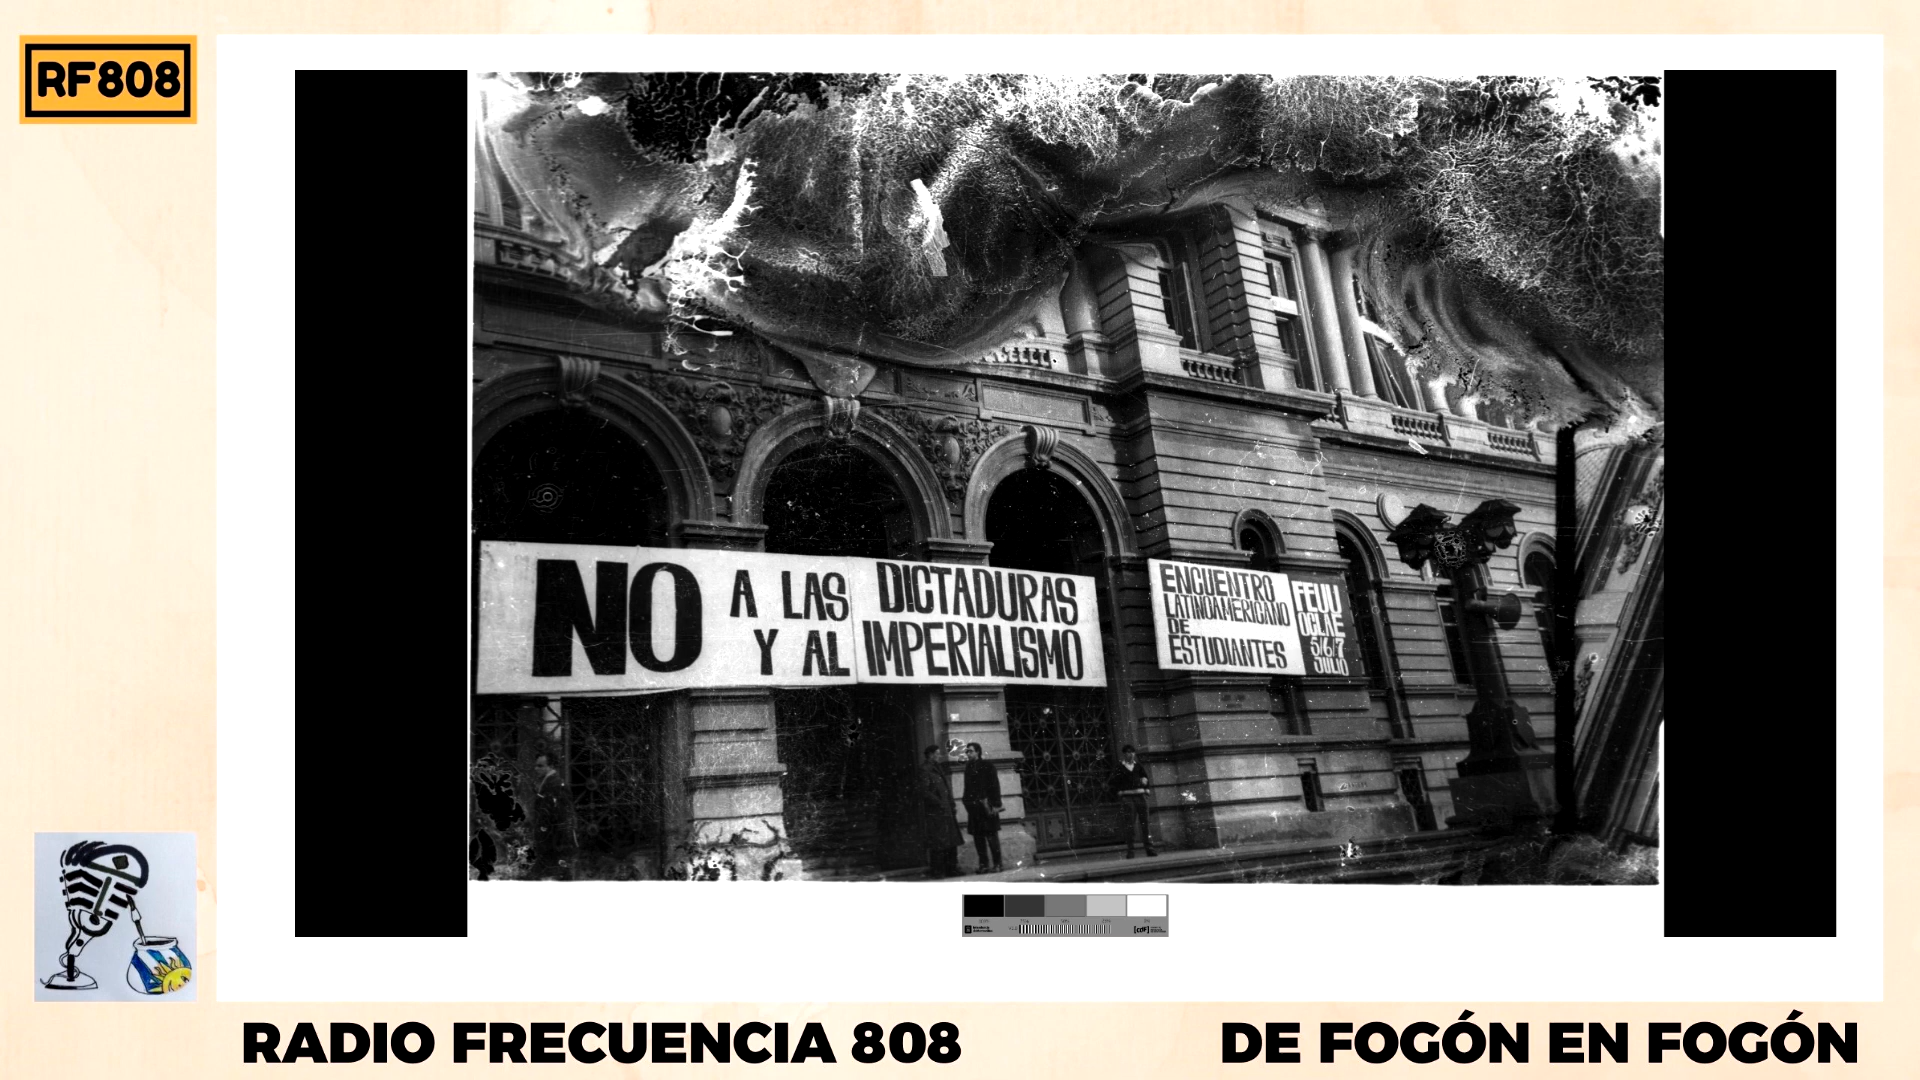 RF808
NO A LAS DICTADURAS
Y AL IMPERIALISMO
ENCUENTRO
LATINOAMERICANO
DE
ESTUDIANTES
FEUU
OCLAE
5/6/7
JULIO
[CdF]
RADIO FRECUENCIA 808
DE FOGÓN EN FOGÓN